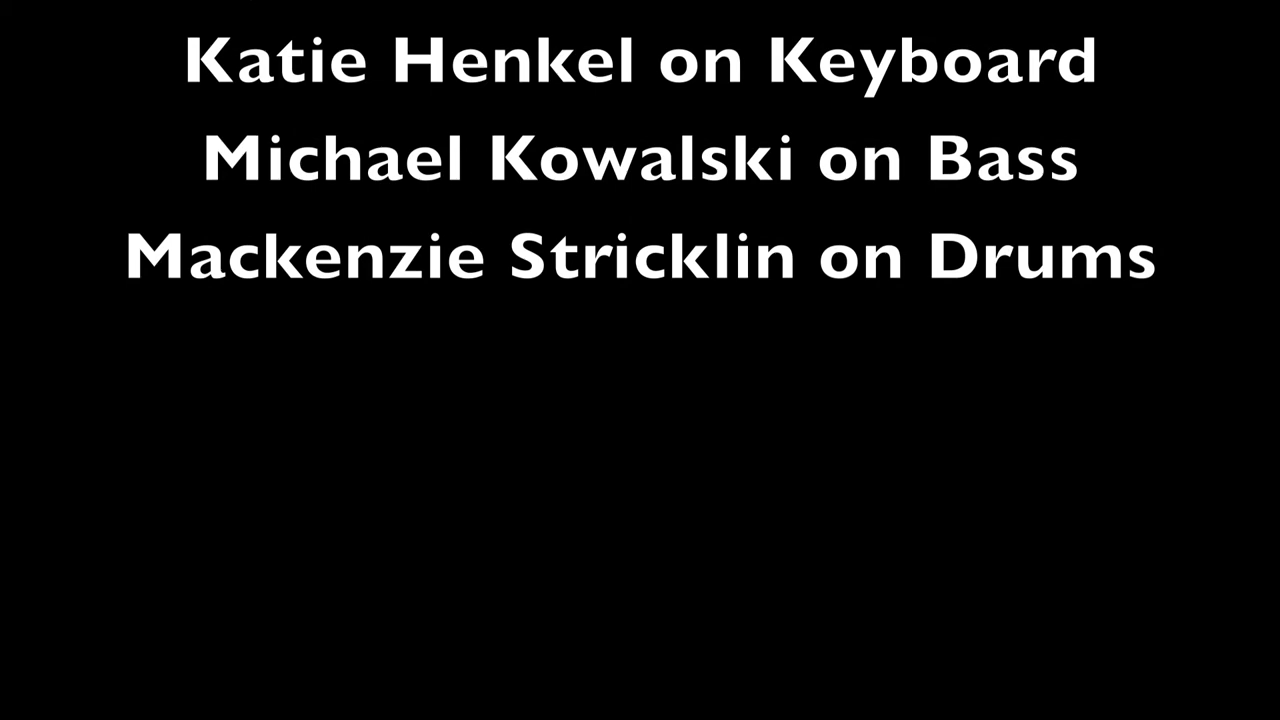 Katie Henkel on Keyboard
Michael Kowalski on Bass
Mackenzie Stricklin on Drums